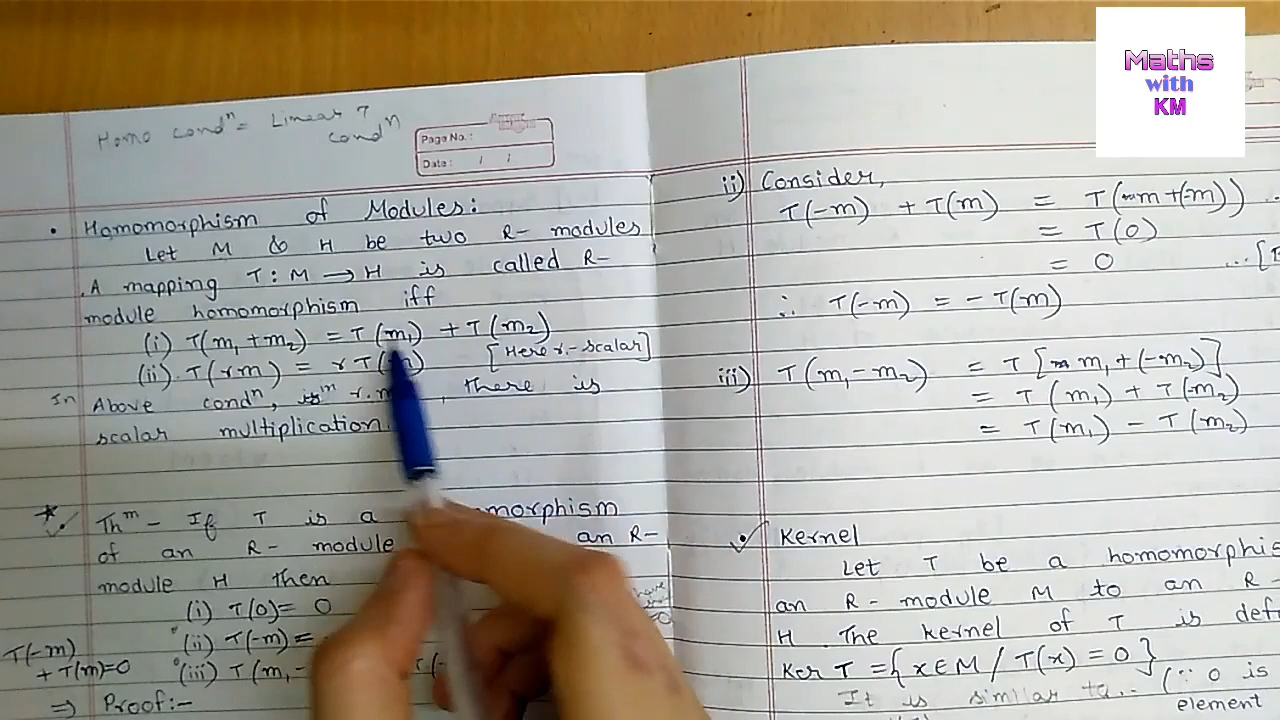 Homo condⁿ = Linear T
condⁿ
Page No.:
Date: / /
• Homomorphism of Modules:
Let M & H be two R- modules
A mapping T: M → H is called R-
module homomorphism iff
(i) T(m₁ + m₂) = T(m₁) + T(m₂)
(ii) T(rm) = r T( ) [Here r - scalar]
In Above condⁿ, r.m , there is
scalar multiplication
Thᵐ - If T is a morphism
of an R- module an R-
module H then
(i) T(0) = 0
(ii) T(-m) =
T(-m)
+ T(m) = 0
(iii) T(m, -
⇒ Proof:-
Maths
with
KM
ii) Consider,
T(-m) + T(m) = T(m+(-m))
= T(0)
= 0
∴ T(-m) = -T(m)
iii) T(m₁ - m₂) = T[m₁ + (-m₂)]
= T(m₁) + T(-m₂)
= T(m₁) - T(m₂)
Kernel
Let T be a homomorphis
an R- module M to an R-
H. The kernel of T is defi
Ker T = {x∈M / T(x) = 0}
It is similar to (∵ 0 is
element